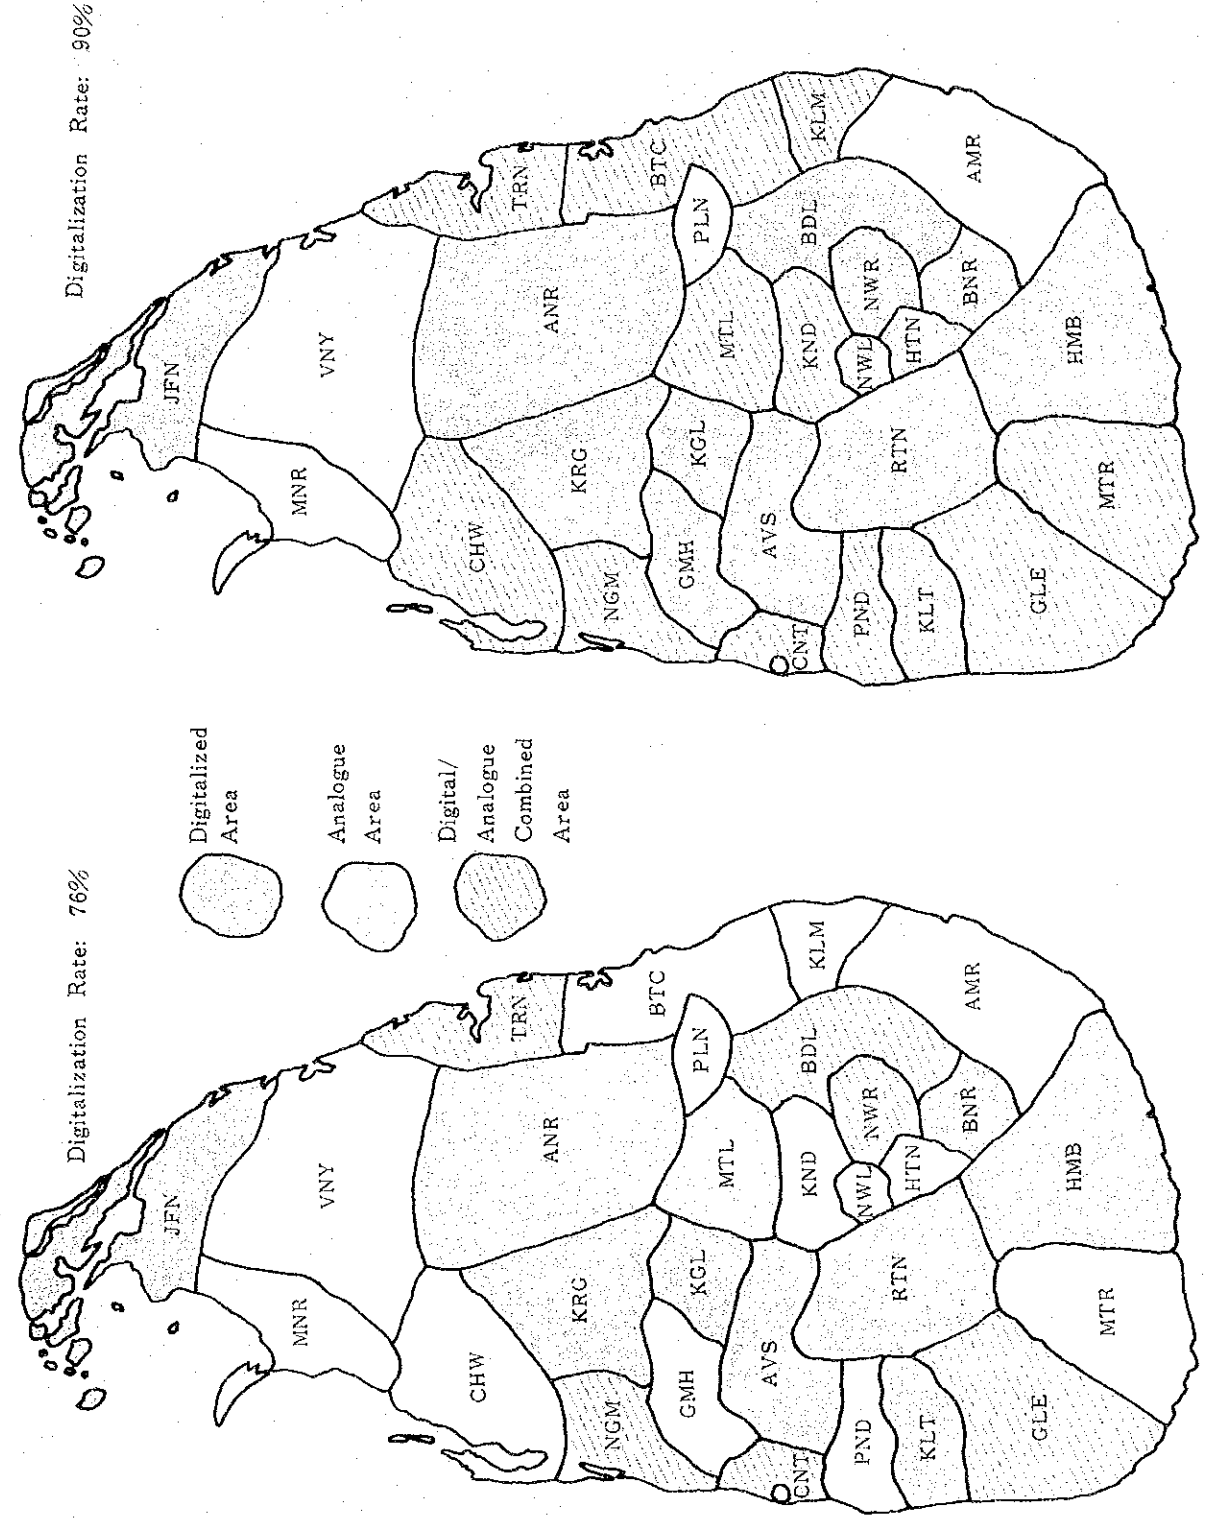 Digitalization Rate: 76%
JFN
MNR
VNY
CHW
TRN
ANR
KRG
NGM
BTC
PLN
MTL
KGL
GMH
KLM
BDL
KND
AVS
CNT
NWR
NWL
HTN
BNR
RTN
PND
KLT
AMR
HMB
MTR
GLE
Digitalized
Area
Analogue
Area
Digital/
Analogue
Combined
Area
Digitalization Rate: 90%
JFN
MNR
VNY
CHW
TRN
ANR
KRG
NGM
BTC
PLN
MTL
KGL
GMH
KLM
BDL
KND
AVS
CNT
NWR
NWL
HTN
BNR
RTN
PND
KLT
AMR
HMB
MTR
GLE